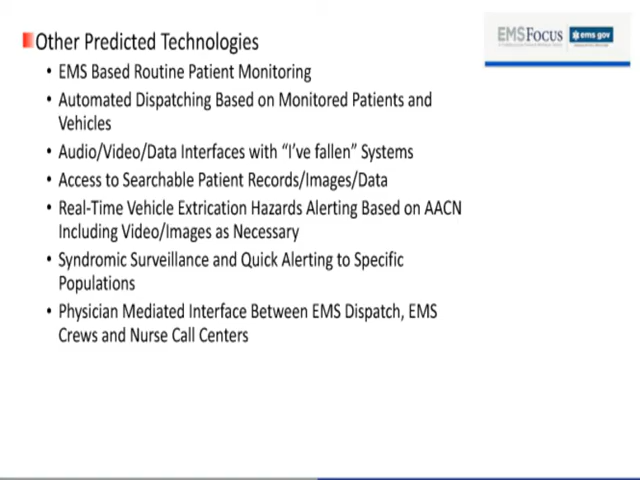 Other Predicted Technologies
EMSFocus
ems.gov
• EMS Based Routine Patient Monitoring
• Automated Dispatching Based on Monitored Patients and
Vehicles
• Audio/Video/Data Interfaces with “I’ve fallen” Systems
• Access to Searchable Patient Records/Images/Data
• Real-Time Vehicle Extrication Hazards Alerting Based on AACN
Including Video/Images as Necessary
• Syndromic Surveillance and Quick Alerting to Specific
Populations
• Physician Mediated Interface Between EMS Dispatch, EMS
Crews and Nurse Call Centers